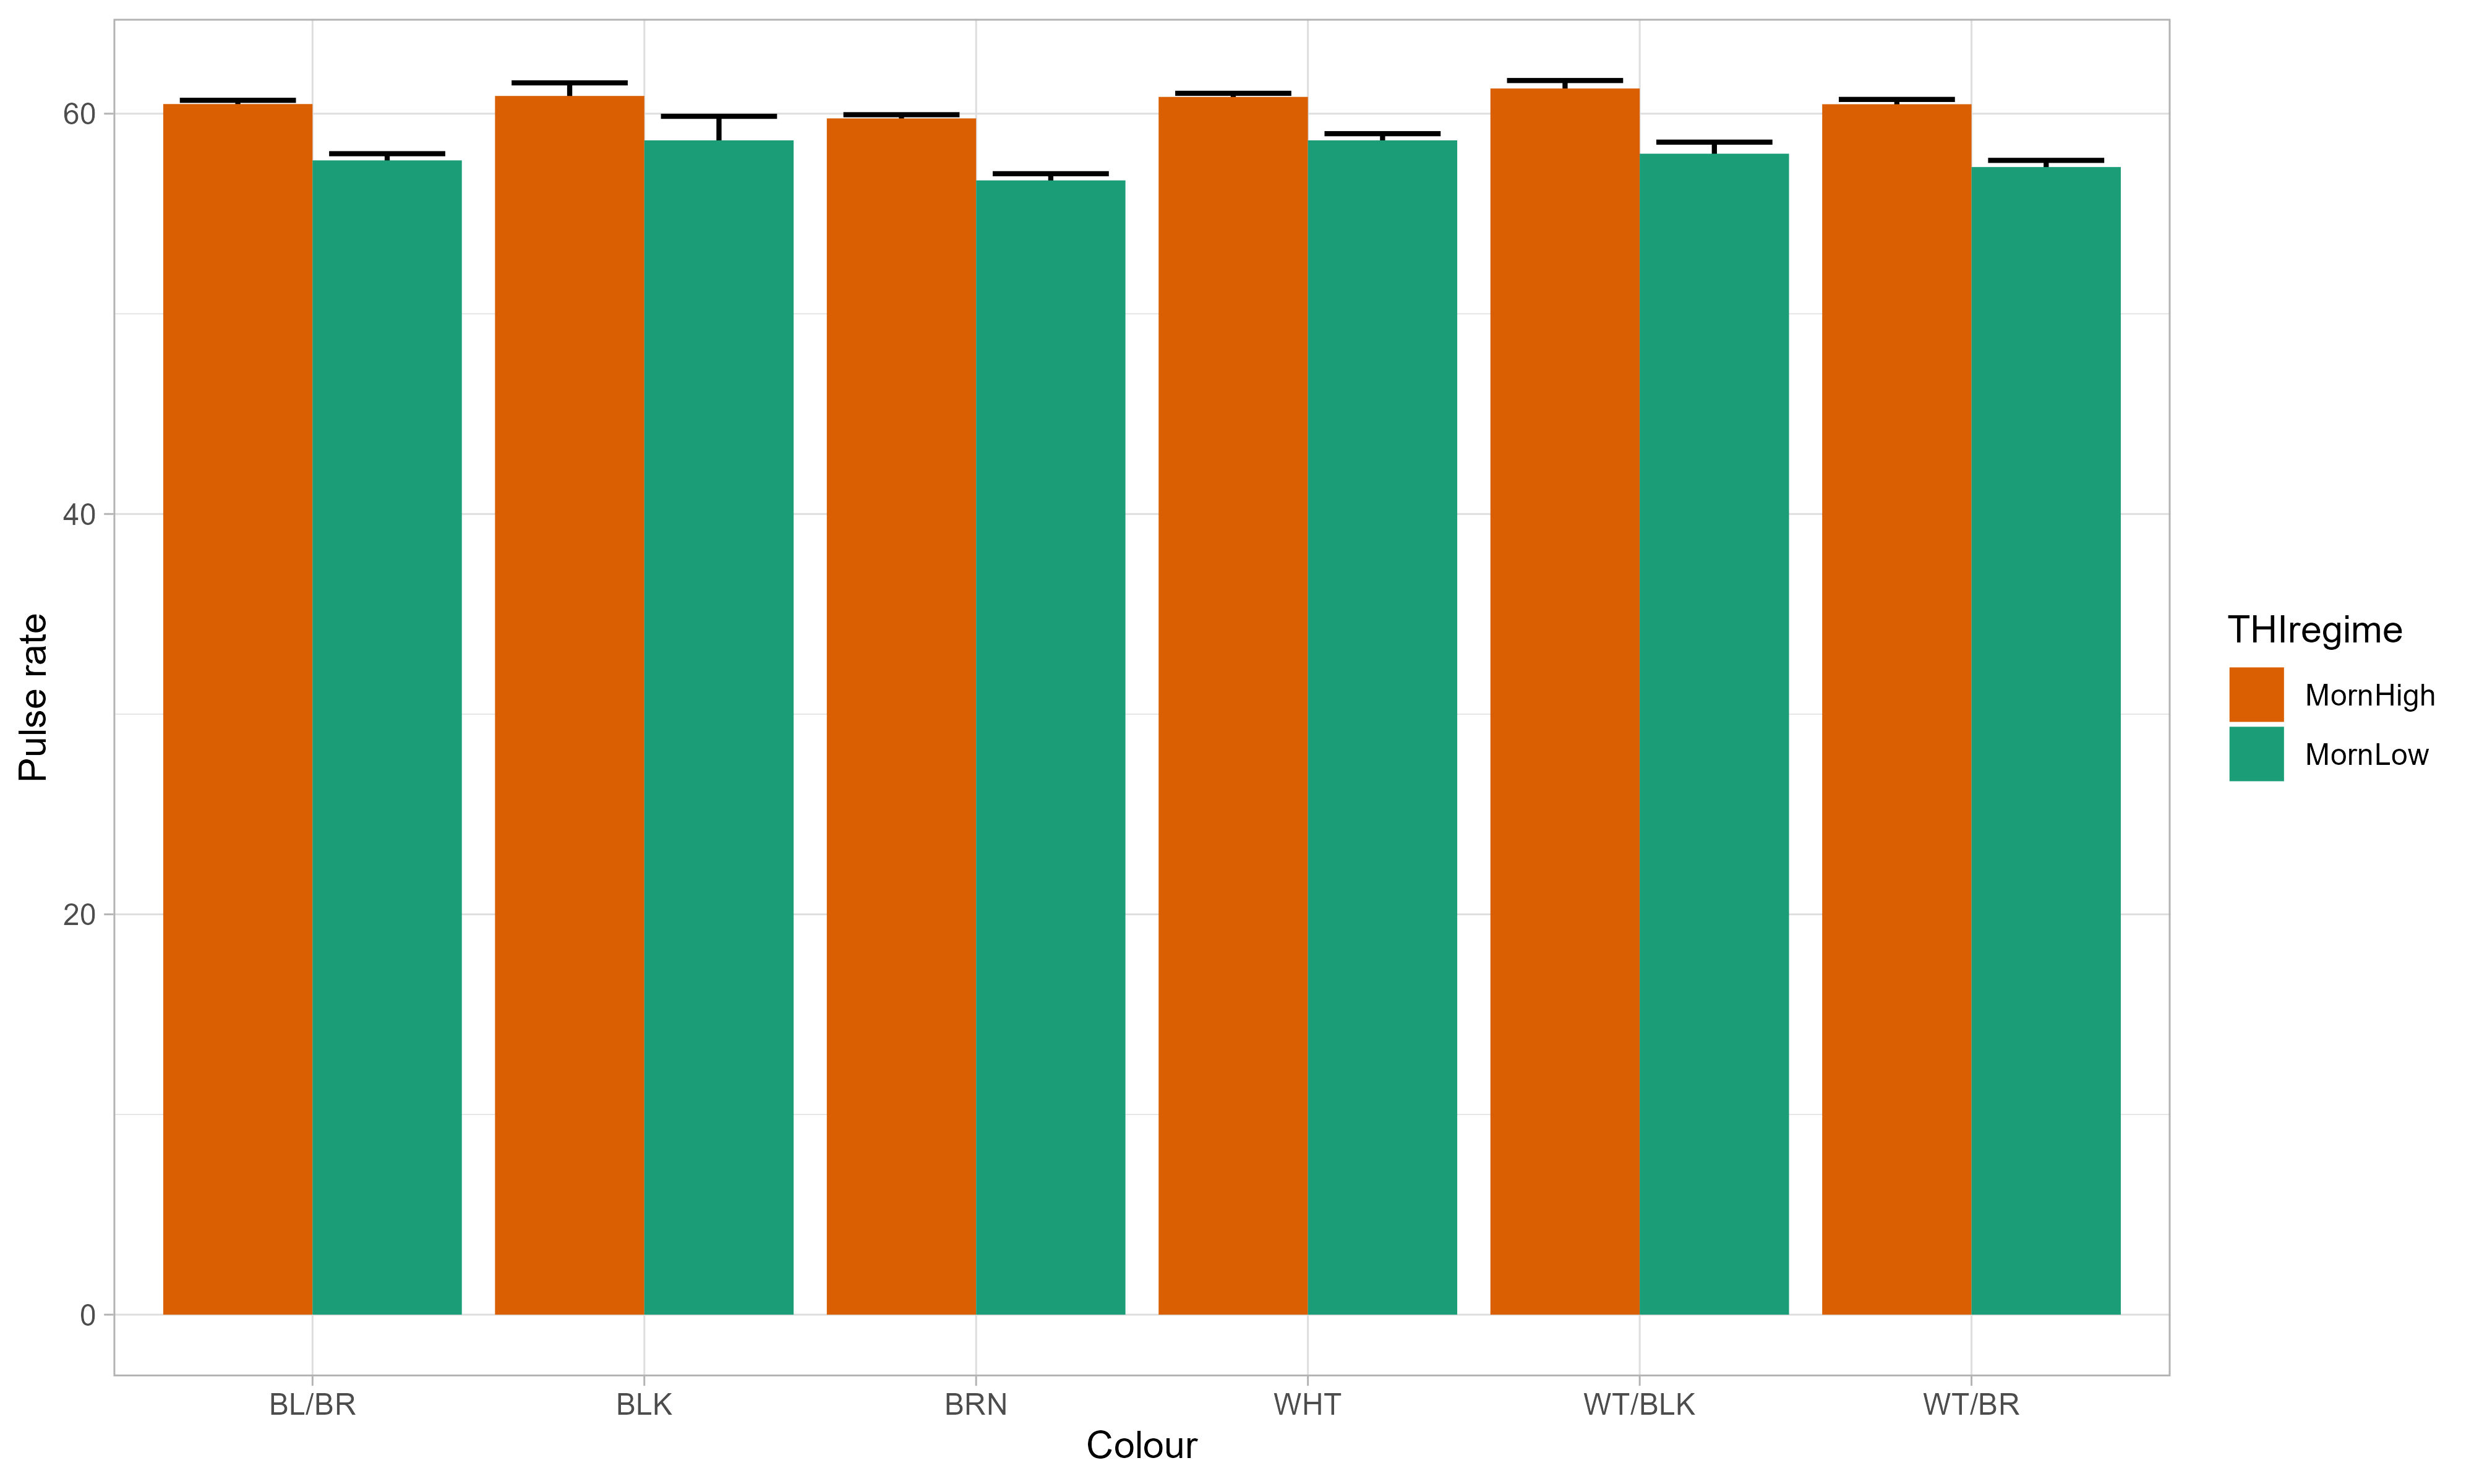 60
40
20
0
Pulse rate
BL/BR
BLK
BRN
WHT
WT/BLK
WT/BR
Colour
THIregime
MornHigh
MornLow